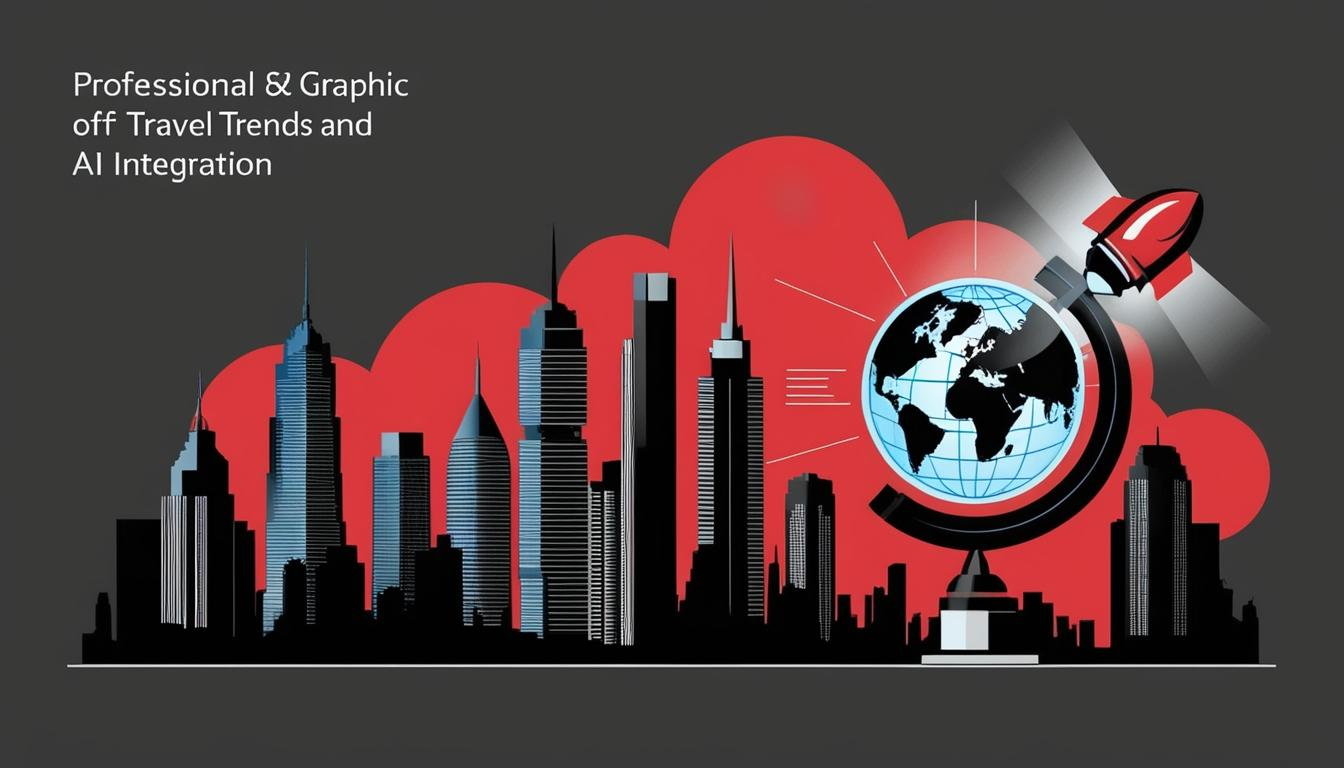 Professional & Graphic
off Travel Trends and
AI Integration